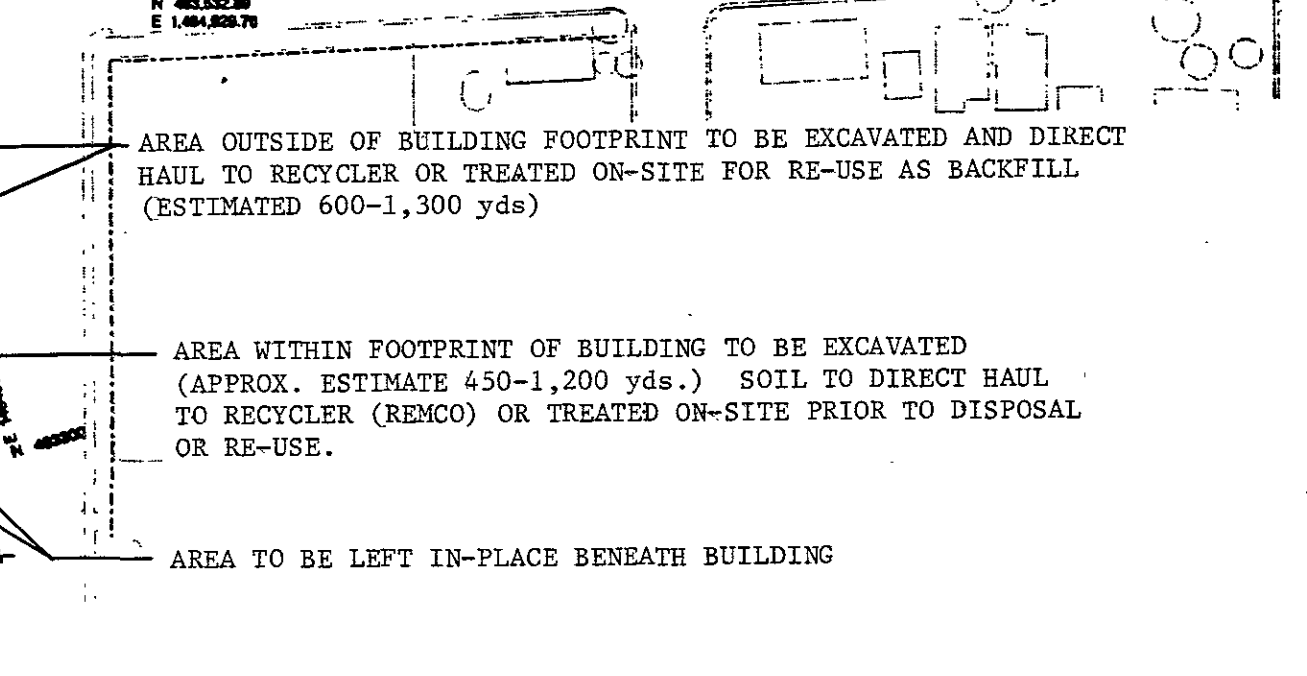 E 1,484,829.70
AREA OUTSIDE OF BUILDING FOOTPRINT TO BE EXCAVATED AND DIRECT
HAUL TO RECYCLER OR TREATED ON-SITE FOR RE-USE AS BACKFILL
(ESTIMATED 600-1,300 yds)
AREA WITHIN FOOTPRINT OF BUILDING TO BE EXCAVATED
(APPROX. ESTIMATE 450-1,200 yds.) SOIL TO DIRECT HAUL
TO RECYCLER (REMCO) OR TREATED ON-SITE PRIOR TO DISPOSAL
OR RE-USE.
AREA TO BE LEFT IN-PLACE BENEATH BUILDING